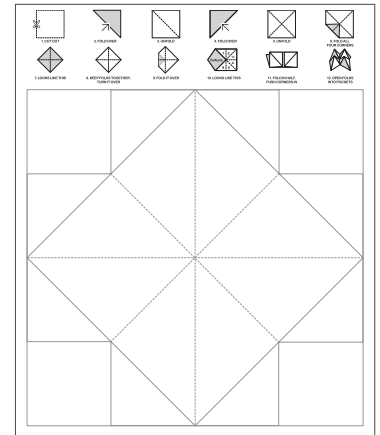 1. CUT OUT
2. FOLD OVER
3. UNFOLD
4. FOLD OVER
5. UNFOLD
6. FOLD ALL
FOUR CORNERS
7. LOOKS LIKE THIS
8. KEEP FOLDS TOGETHER
TURN IT OVER
9. FOLD IT OVER
10. LOOKS LIKE THIS
11. FOLD IN HALF
PUSH CORNERS IN
12. OPEN FOLDS
INTO POCKETS